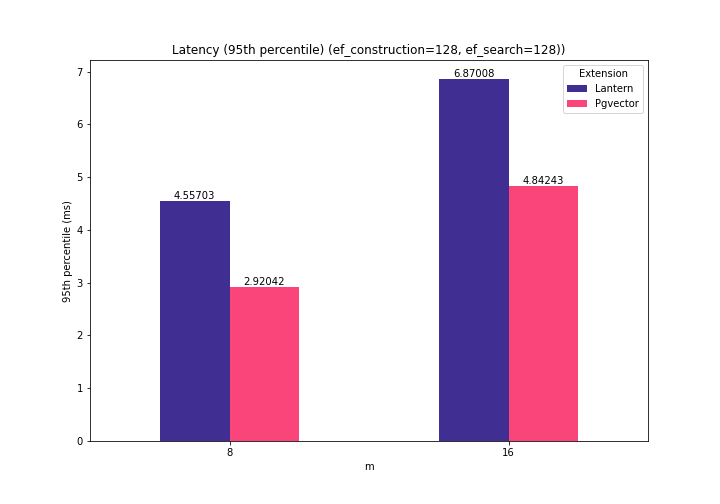 Latency (95th percentile) (ef_construction=128, ef_search=128))
Extension
Lantern
Pgvector
7
6
5
4
3
2
1
0
95th percentile (ms)
4.55703
2.92042
6.87008
4.84243
8
16
m